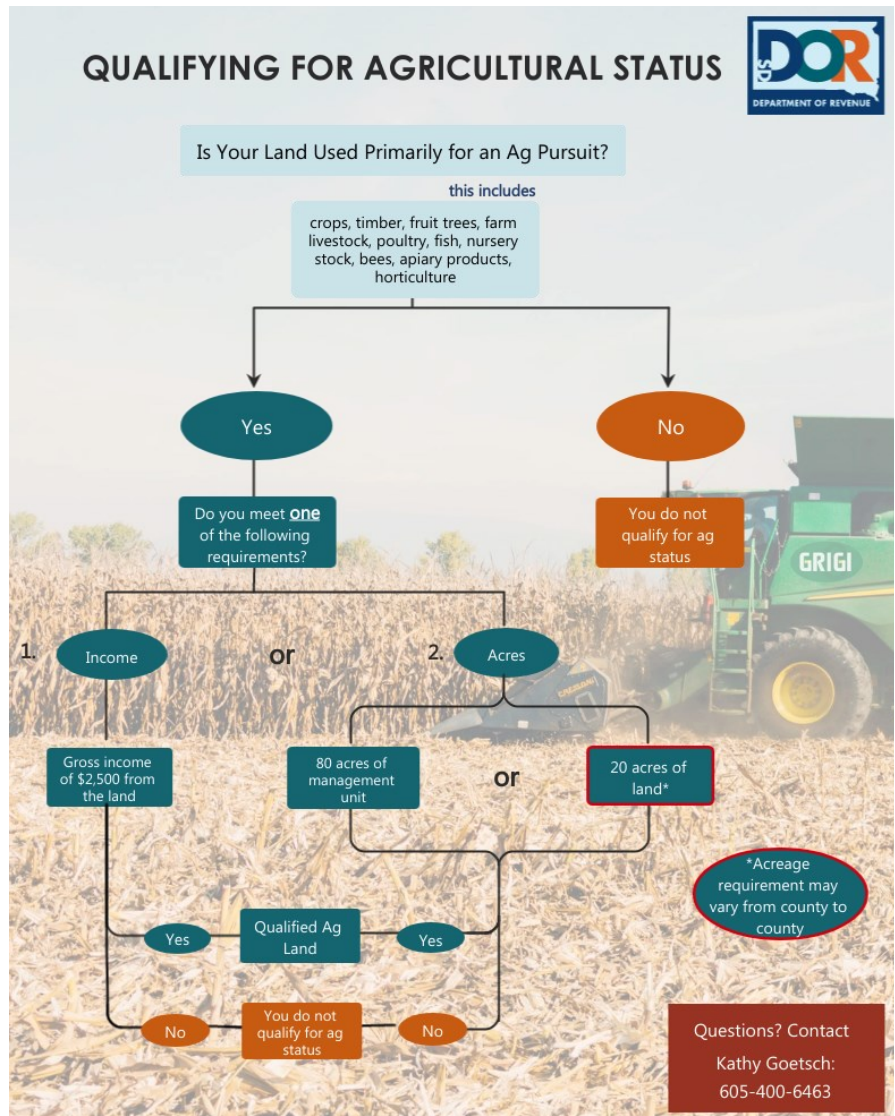 QUALIFYING FOR AGRICULTURAL STATUS
SD
DOR
DEPARTMENT OF REVENUE
Is Your Land Used Primarily for an Ag Pursuit?
this includes
crops, timber, fruit trees, farm
livestock, poultry, fish, nursery
stock, bees, apiary products,
horticulture
Yes
No
Do you meet one
of the following
requirements?
You do not
qualify for ag
status
GRIGI
1.
Income
or
2.
Acres
Gross income
of $2,500 from
the land
80 acres of
management
unit
or
20 acres of
land*
*Acreage
requirement may
vary from county to
county
Yes
Qualified Ag
Land
Yes
No
You do not
qualify for ag
status
No
Questions? Contact
Kathy Goetsch:
605-400-6463